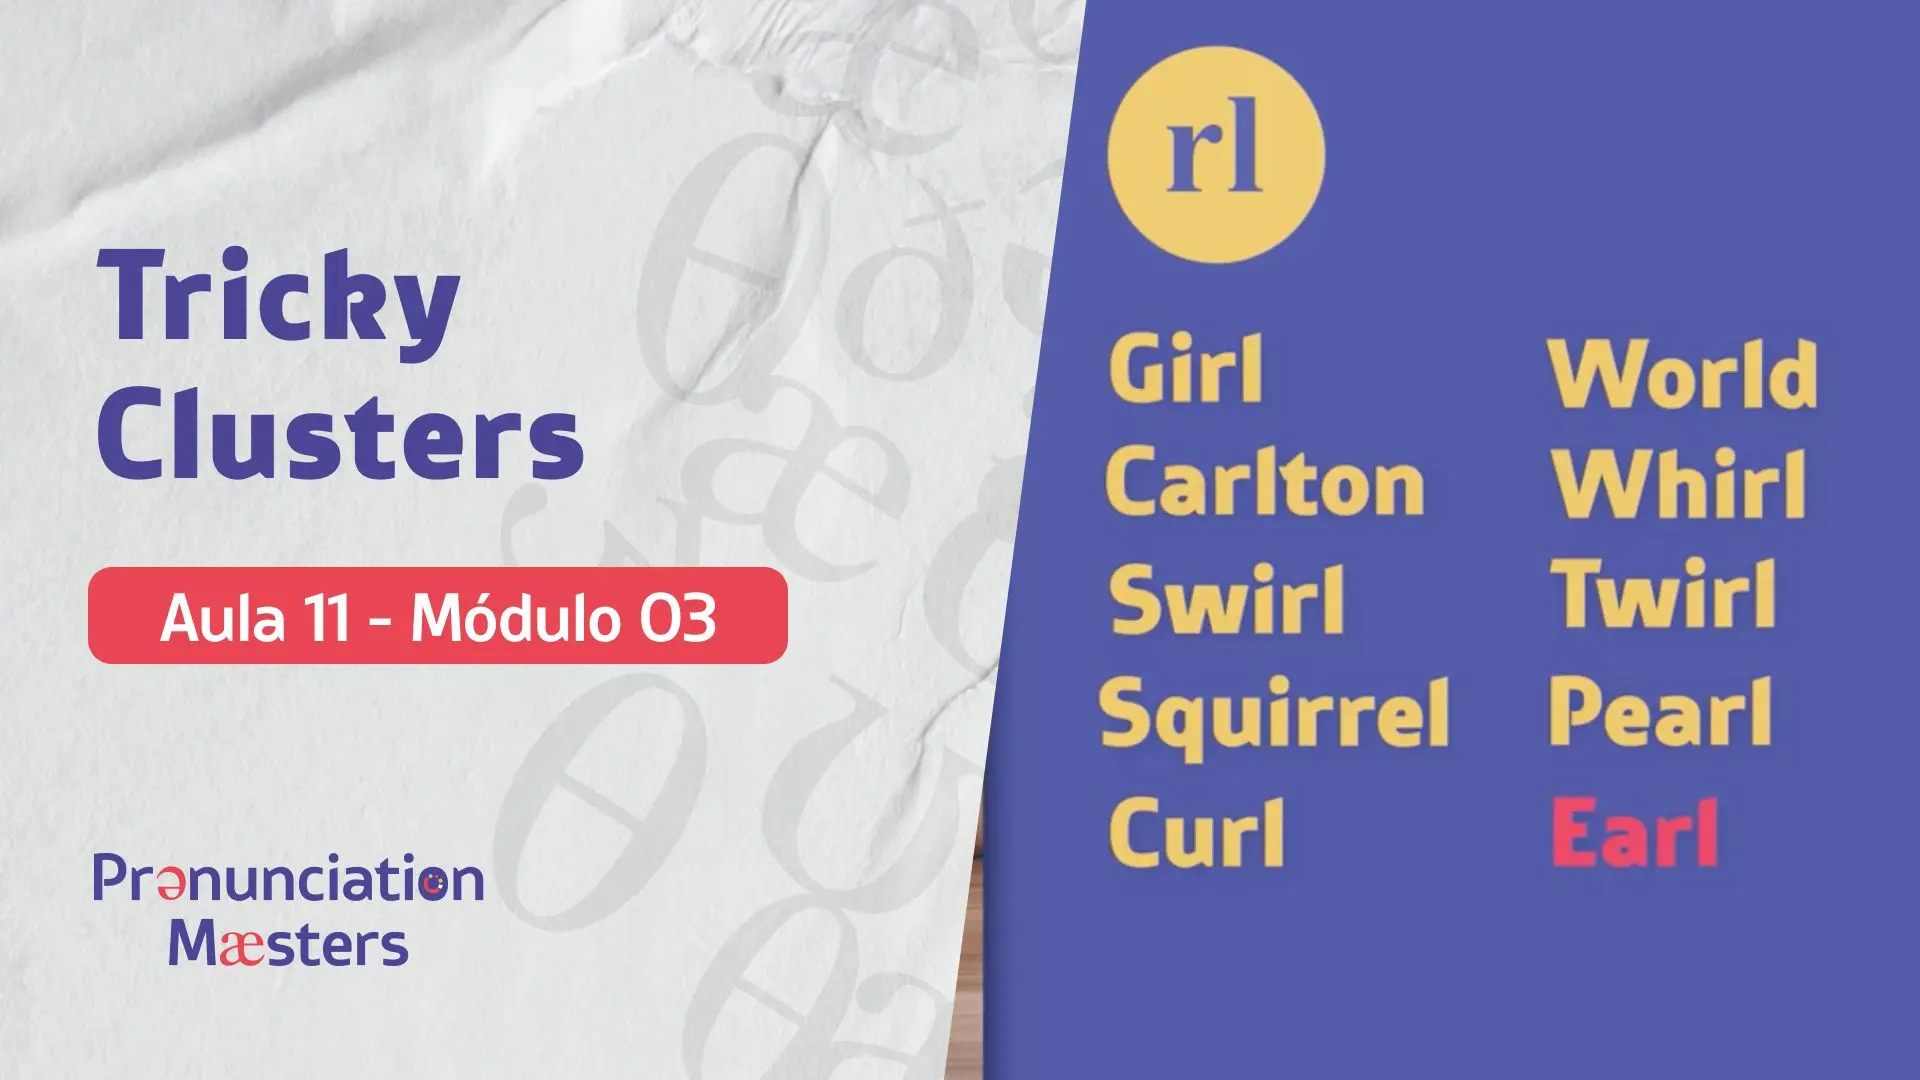 Tricky
Clusters
Aula 11 - Módulo 03
Prənunciation
Mæsters
rl
Girl
Carlton
Swirl
Squirrel
Curl
World
Whirl
Twirl
Pearl
Earl